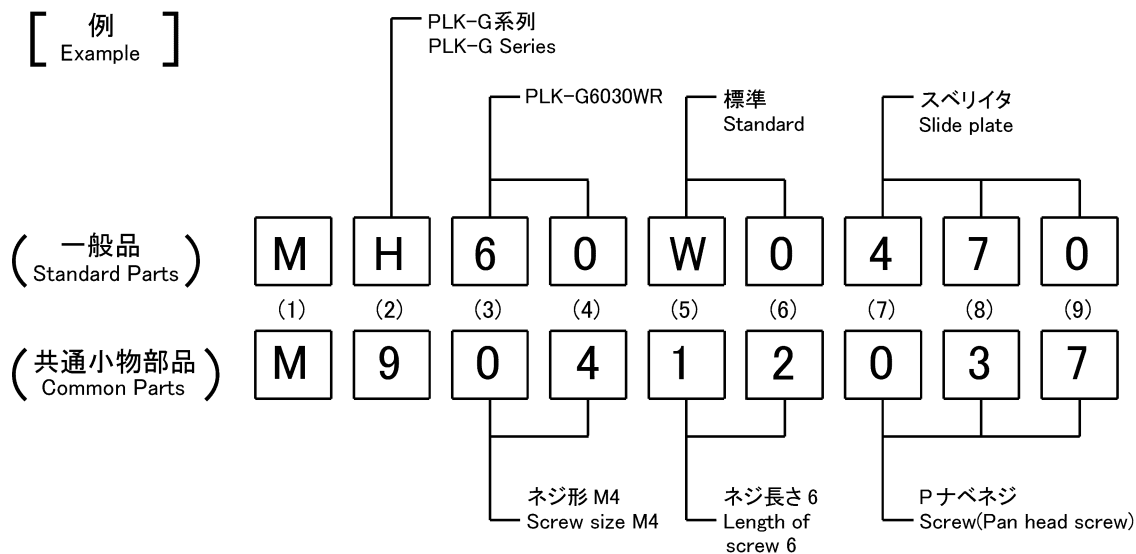 例
Example
PLK-G系列
PLK-G Series
PLK-G6030WR
標準
Standard
スベリイタ
Slide plate
一般品
Standard Parts
M H 6 0 W 0 4 7 0
(1) (2) (3) (4) (5) (6) (7) (8) (9)
共通小物部品
Common Parts
M 9 0 4 1 2 0 3 7
ネジ形 M4
Screw size M4
ネジ長さ 6
Length of
screw 6
Pナベネジ
Screw(Pan head screw)